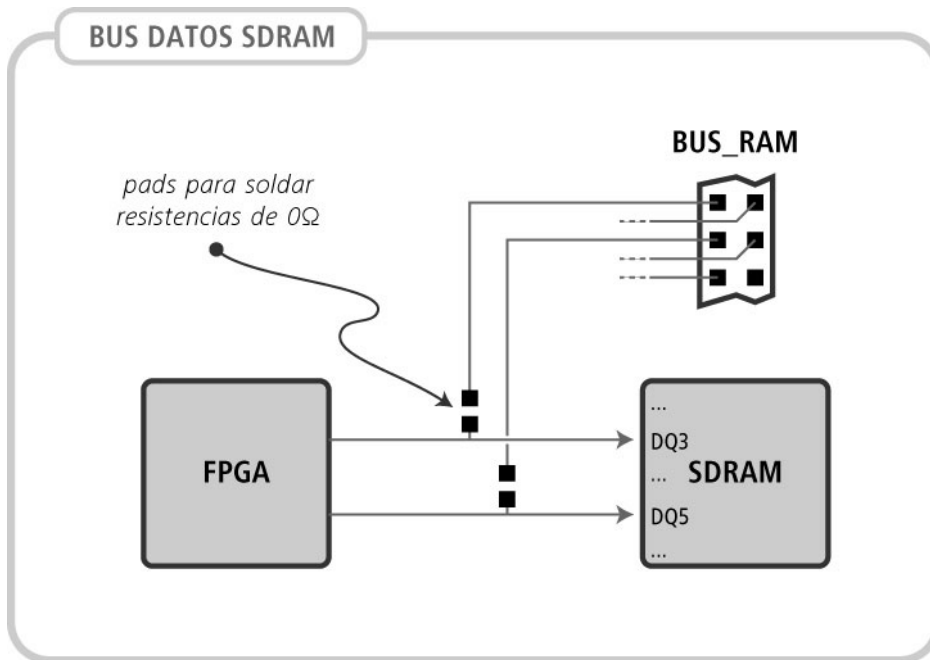 BUS DATOS SDRAM
BUS_RAM
pads para soldar
resistencias de 0Ω
FPGA
...
DQ3
... SDRAM
DQ5
...